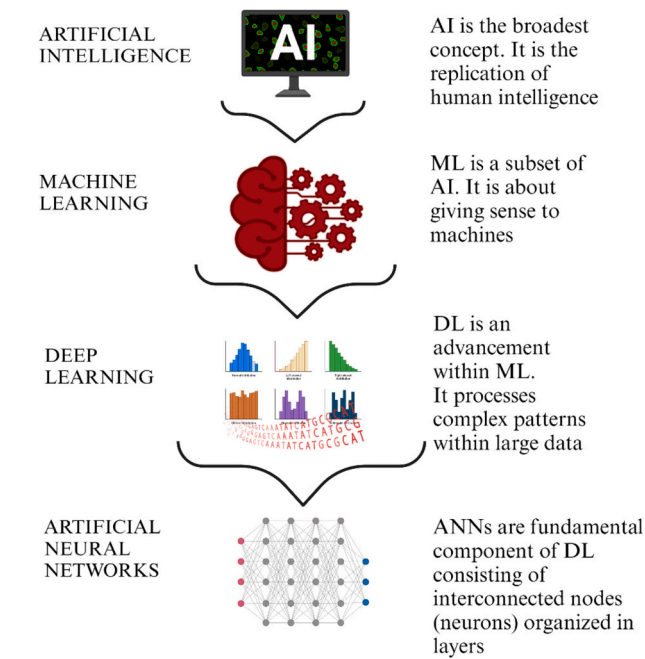 ARTIFICIAL
INTELLIGENCE
AI
AI is the broadest
concept. It is the
replication of
human intelligence
MACHINE
LEARNING
ML is a subset of
AI. It is about
giving sense to
machines
DEEP
LEARNING
DL is an
advancement
within ML.
It processes
complex patterns
within large data
GAGTCAAATATCATGCG
GGAGTCAAATATCATGCG
GGAGTCAAATATCATGCGCAT
ARTIFICIAL
NEURAL
NETWORKS
ANNs are fundamental
component of DL
consisting of
interconnected nodes
(neurons) organized in
layers